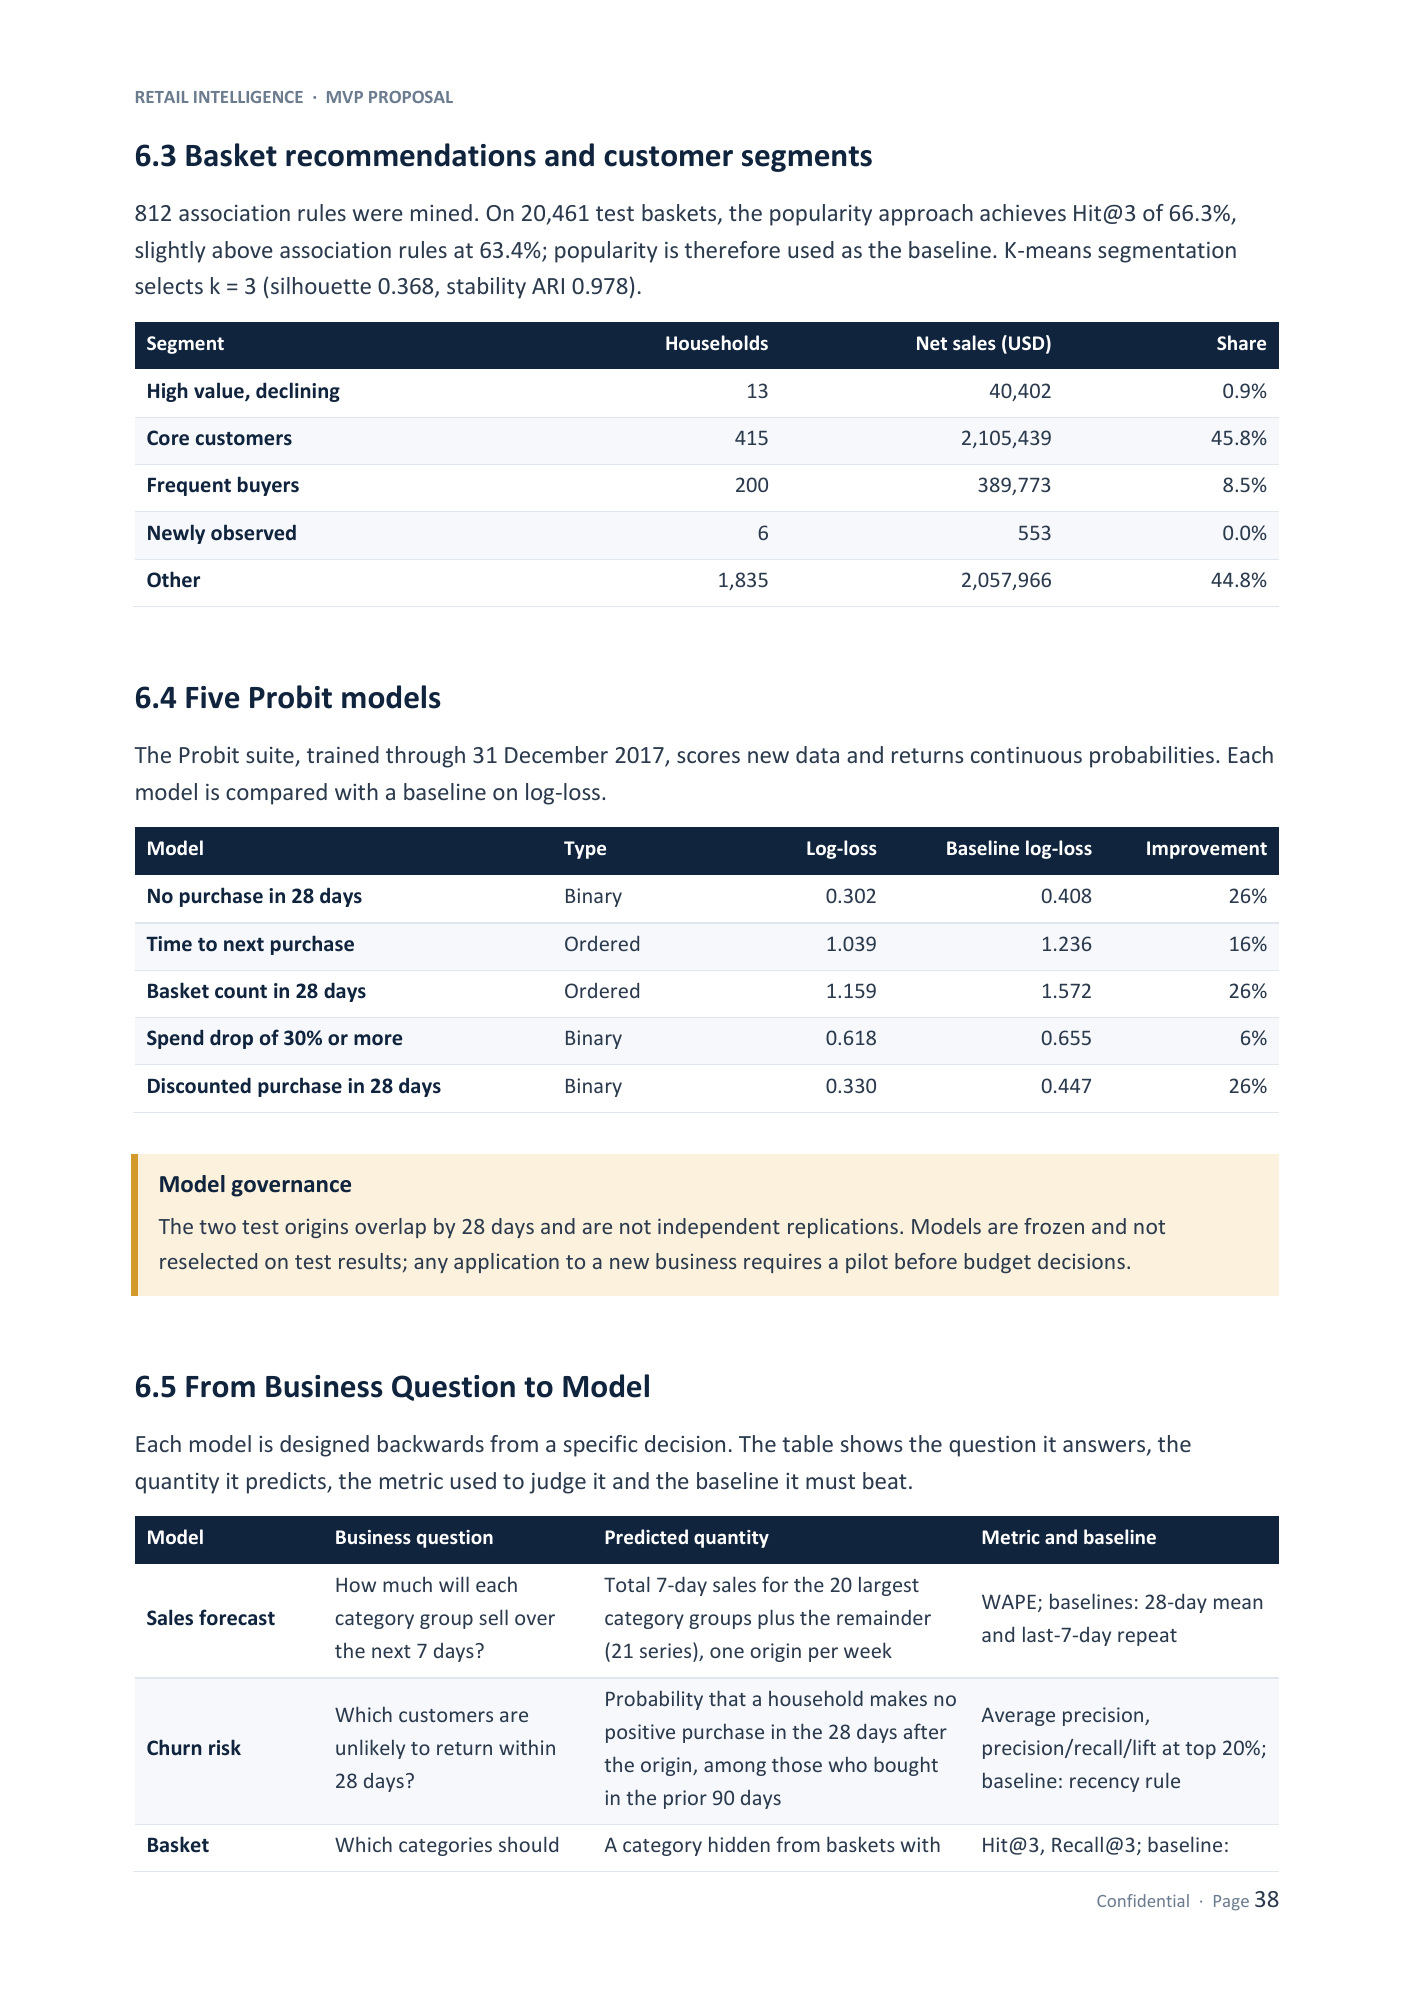 RETAIL INTELLIGENCE · MVP PROPOSAL
6.3 Basket recommendations and customer segments
812 association rules were mined. On 20,461 test baskets, the popularity approach achieves Hit@3 of 66.3%,
slightly above association rules at 63.4%; popularity is therefore used as the baseline. K-means segmentation
selects k = 3 (silhouette 0.368, stability ARI 0.978).
Segment Households Net sales (USD) Share
High value, declining 13 40,402 0.9%
Core customers 415 2,105,439 45.8%
Frequent buyers 200 389,773 8.5%
Newly observed 6 553 0.0%
Other 1,835 2,057,966 44.8%
6.4 Five Probit models
The Probit suite, trained through 31 December 2017, scores new data and returns continuous probabilities. Each
model is compared with a baseline on log-loss.
Model Type Log-loss Baseline log-loss Improvement
No purchase in 28 days Binary 0.302 0.408 26%
Time to next purchase Ordered 1.039 1.236 16%
Basket count in 28 days Ordered 1.159 1.572 26%
Spend drop of 30% or more Binary 0.618 0.655 6%
Discounted purchase in 28 days Binary 0.330 0.447 26%
Model governance
The two test origins overlap by 28 days and are not independent replications. Models are frozen and not
reselected on test results; any application to a new business requires a pilot before budget decisions.
6.5 From Business Question to Model
Each model is designed backwards from a specific decision. The table shows the question it answers, the
quantity it predicts, the metric used to judge it and the baseline it must beat.
Model Business question Predicted quantity Metric and baseline
Sales forecast
How much will each
category group sell over
the next 7 days?
Total 7-day sales for the 20 largest
category groups plus the remainder
(21 series), one origin per week
WAPE; baselines: 28-day mean
and last-7-day repeat
Churn risk
Which customers are
unlikely to return within
28 days?
Probability that a household makes no
positive purchase in the 28 days after
the origin, among those who bought
in the prior 90 days
Average precision,
precision/recall/lift at top 20%;
baseline: recency rule
Basket Which categories should A category hidden from baskets with Hit@3, Recall@3; baseline:
Confidential · Page 38